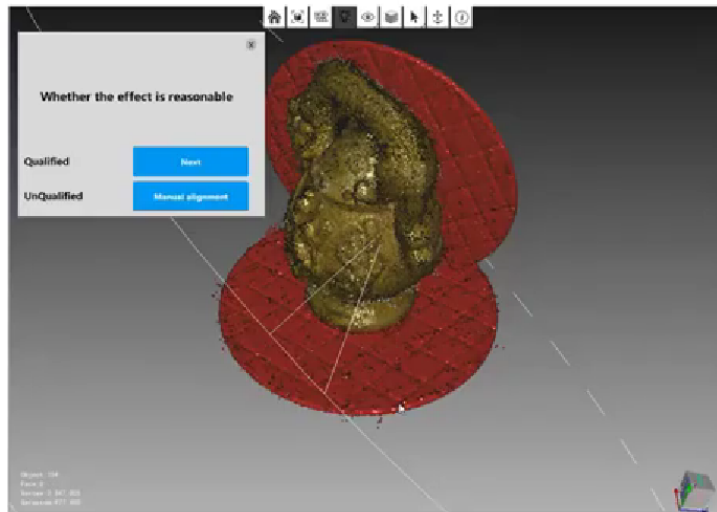 Whether the effect is reasonable
Qualified
Next
UnQualified
Manual alignment